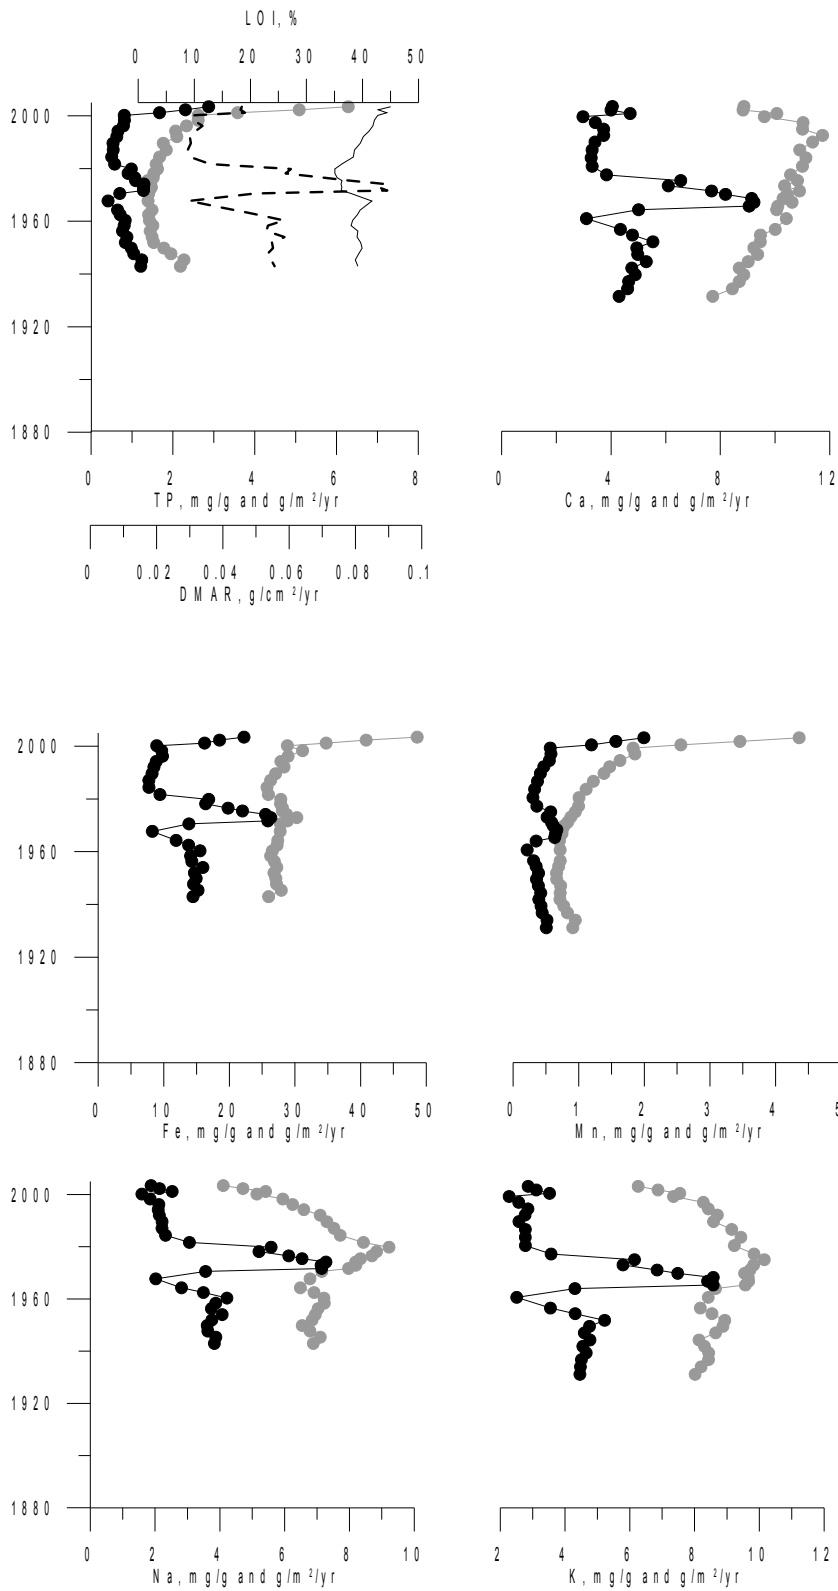 LOI, %
0 10 20 30 40 50
2000
1960
1920
1880
0 2 4 6 8
TP, mg/g and g/m²/yr
0 4 8 12
Ca, mg/g and g/m²/yr
0 0.02 0.04 0.06 0.08 0.1
DMAR, g/cm²/yr
2000
1960
1920
1880
0 10 20 30 40 50
Fe, mg/g and g/m²/yr
0 1 2 3 4 5
Mn, mg/g and g/m²/yr
2000
1960
1920
1880
0 2 4 6 8 10
Na, mg/g and g/m²/yr
2 4 6 8 10 12
K, mg/g and g/m²/yr